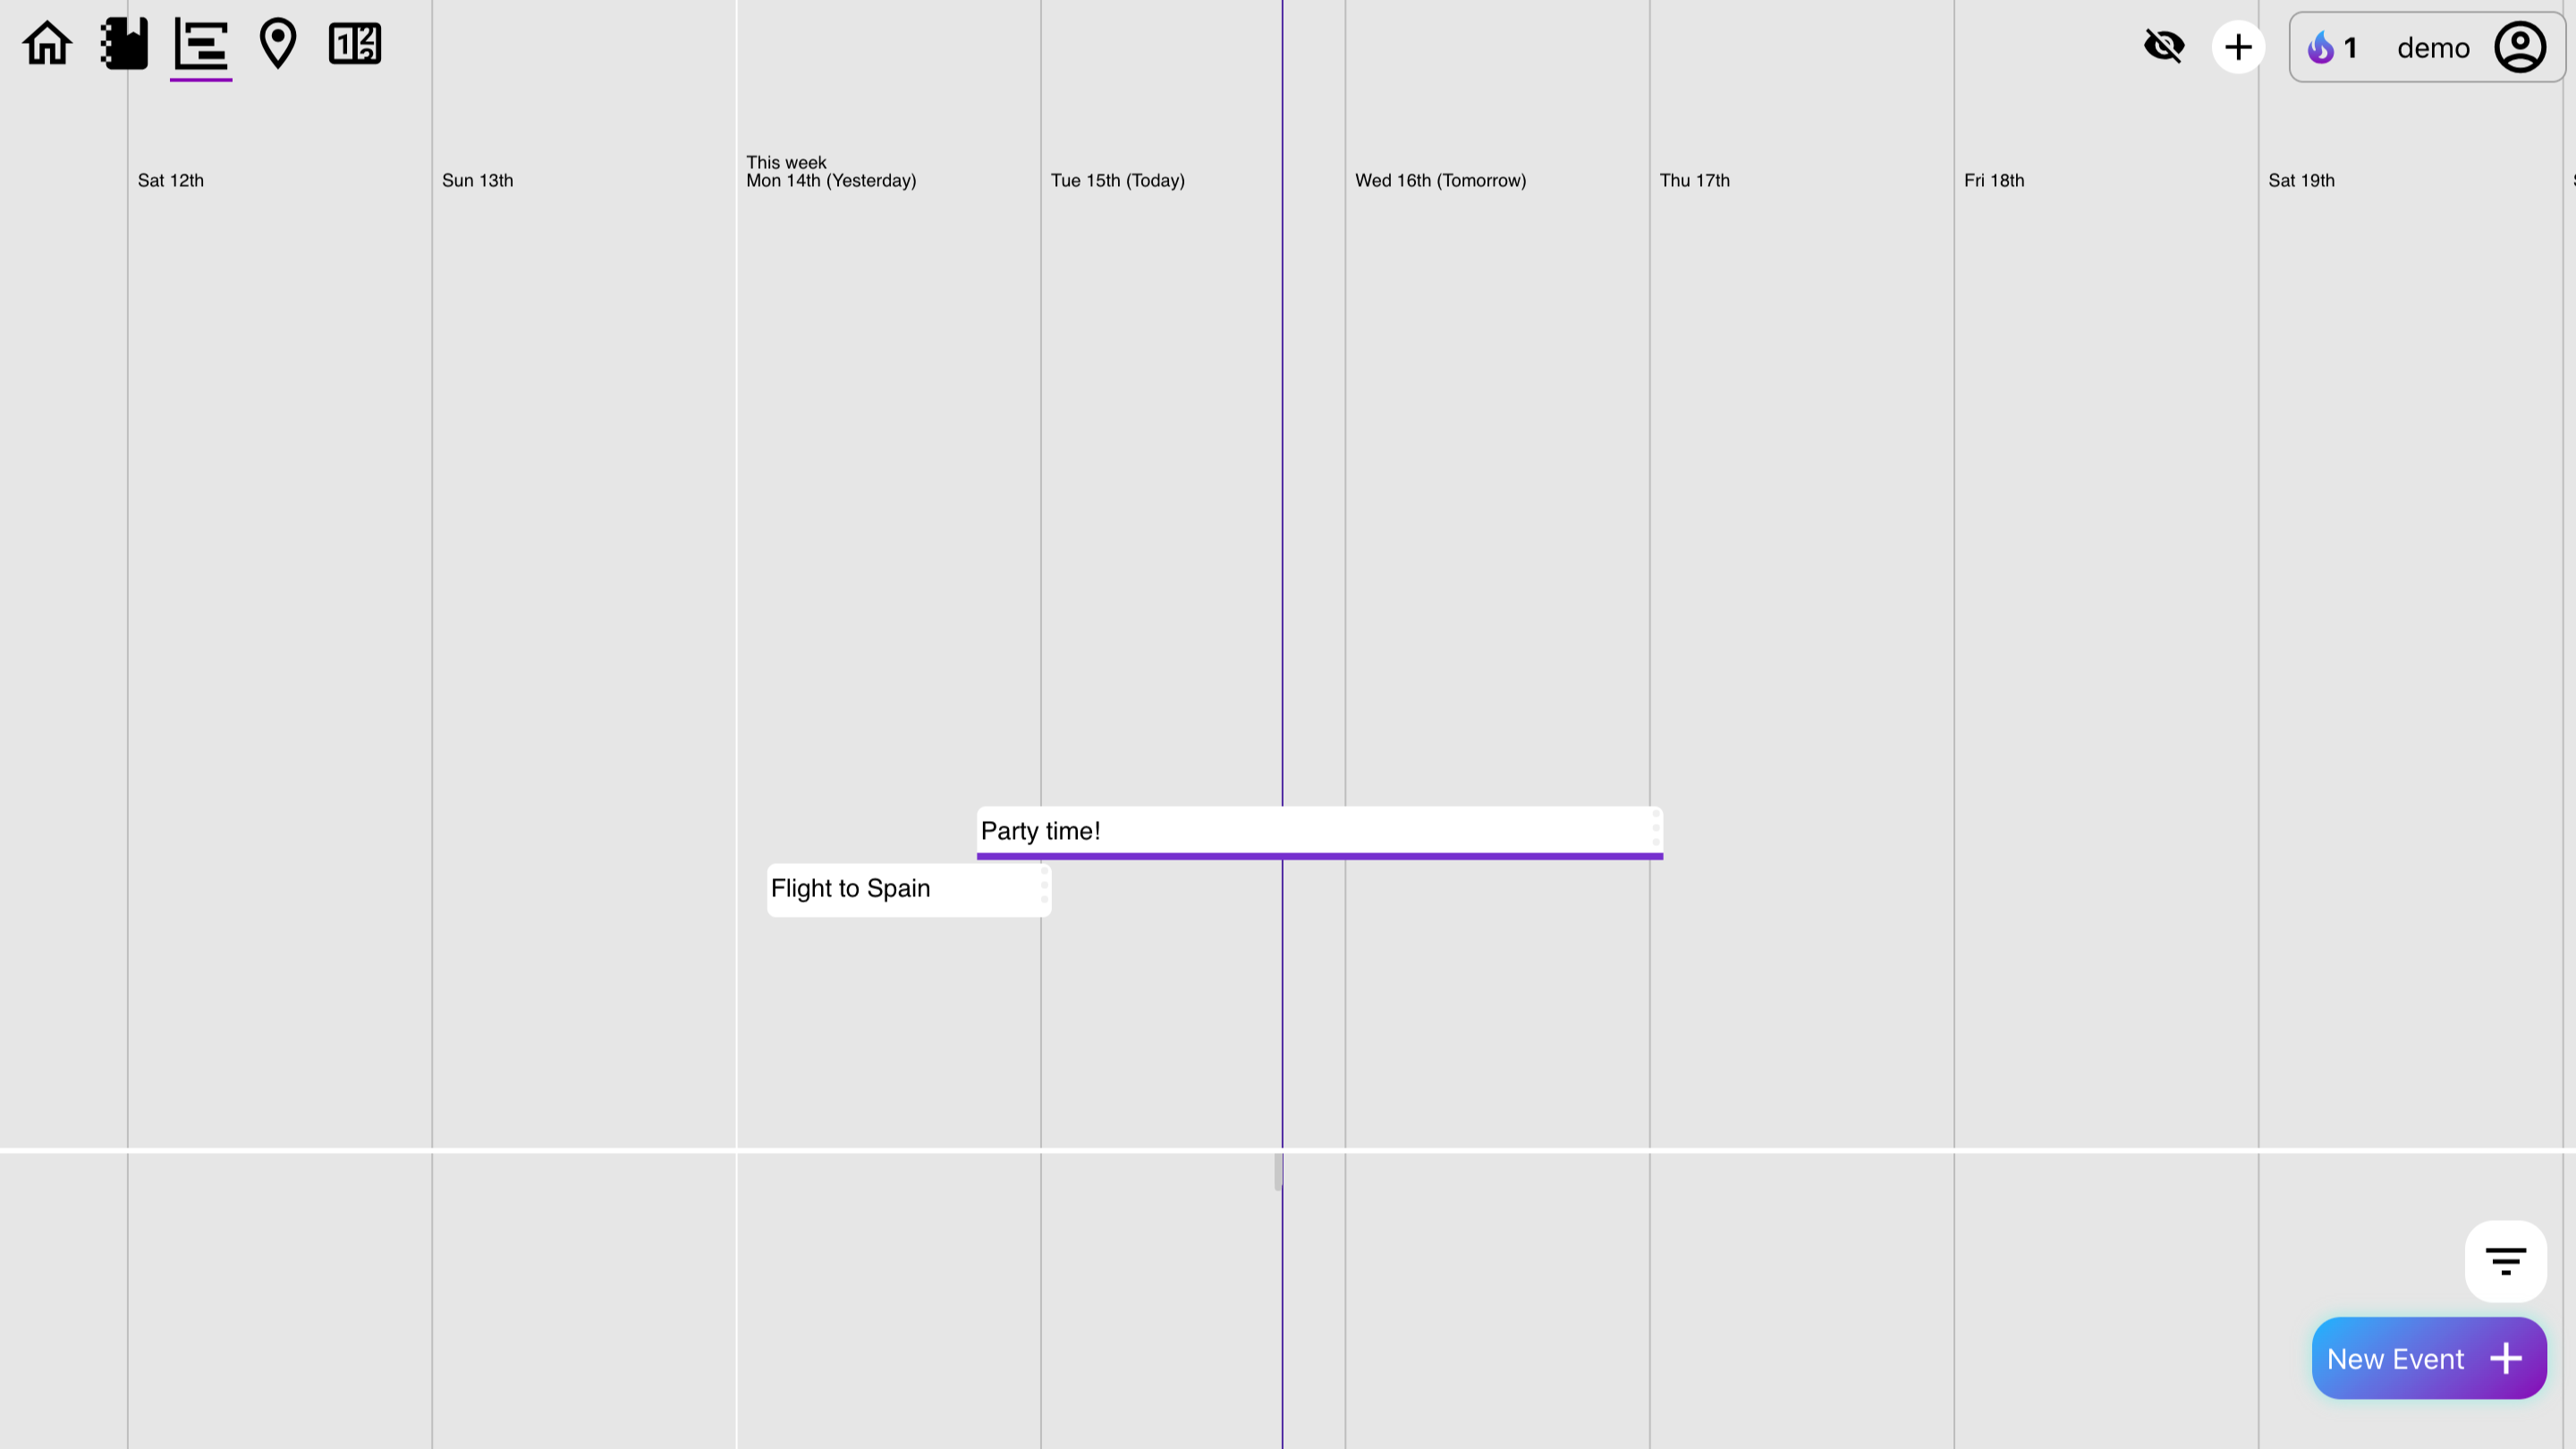 1 demo
This week
Sat 12th
Sun 13th
Mon 14th (Yesterday)
Tue 15th (Today)
Wed 16th (Tomorrow)
Thu 17th
Fri 18th
Sat 19th
Party time!
Flight to Spain
New Event